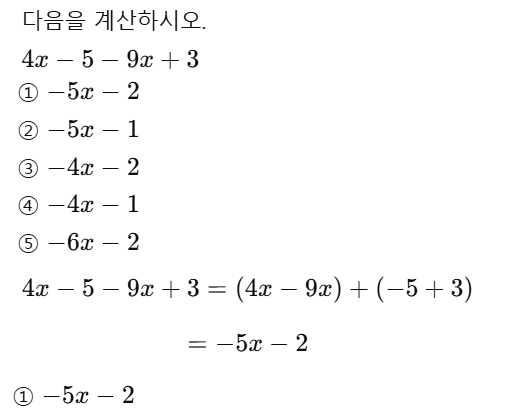 다음을 계산하시오.
4x − 5 − 9x + 3
① −5x − 2
② −5x − 1
③ −4x − 2
④ −4x − 1
⑤ −6x − 2
4x − 5 − 9x + 3 = (4x − 9x) + (−5 + 3)
= −5x − 2
① −5x − 2